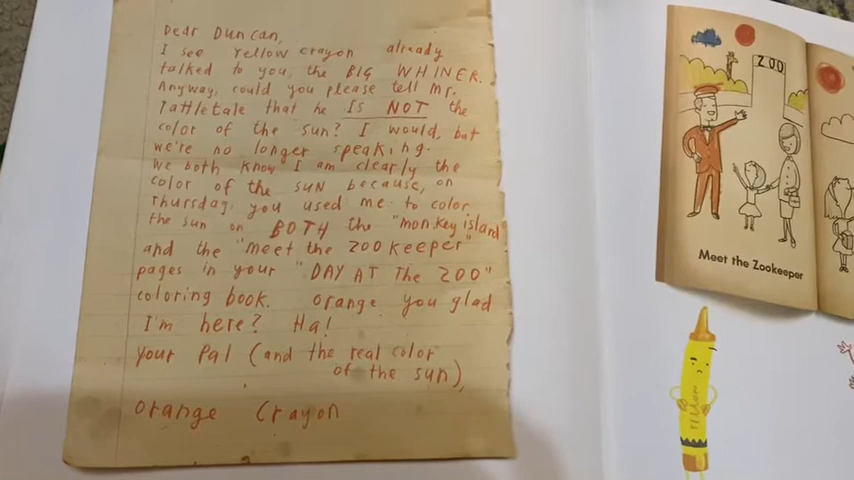 Dear Duncan,
I see Yellow crayon already
talked to you, the BIG WHINER.
Anyway, could you please tell Mr.
Tattletale that he IS NOT the
color of the sun? I would, but
we're no longer speaking.
We both know I am clearly the
color of the sun because, on
Thursday, you used me to color
the sun on BOTH the "monkey island"
and the "meet the ZOO Keeper"
pages in your "DAY AT The ZOO"
coloring book. orange you glad
I'm here? Ha!
Your Pal (and the real color
of the sun),
orange Crayon
ZOO
Meet the Zookeeper
Yellow